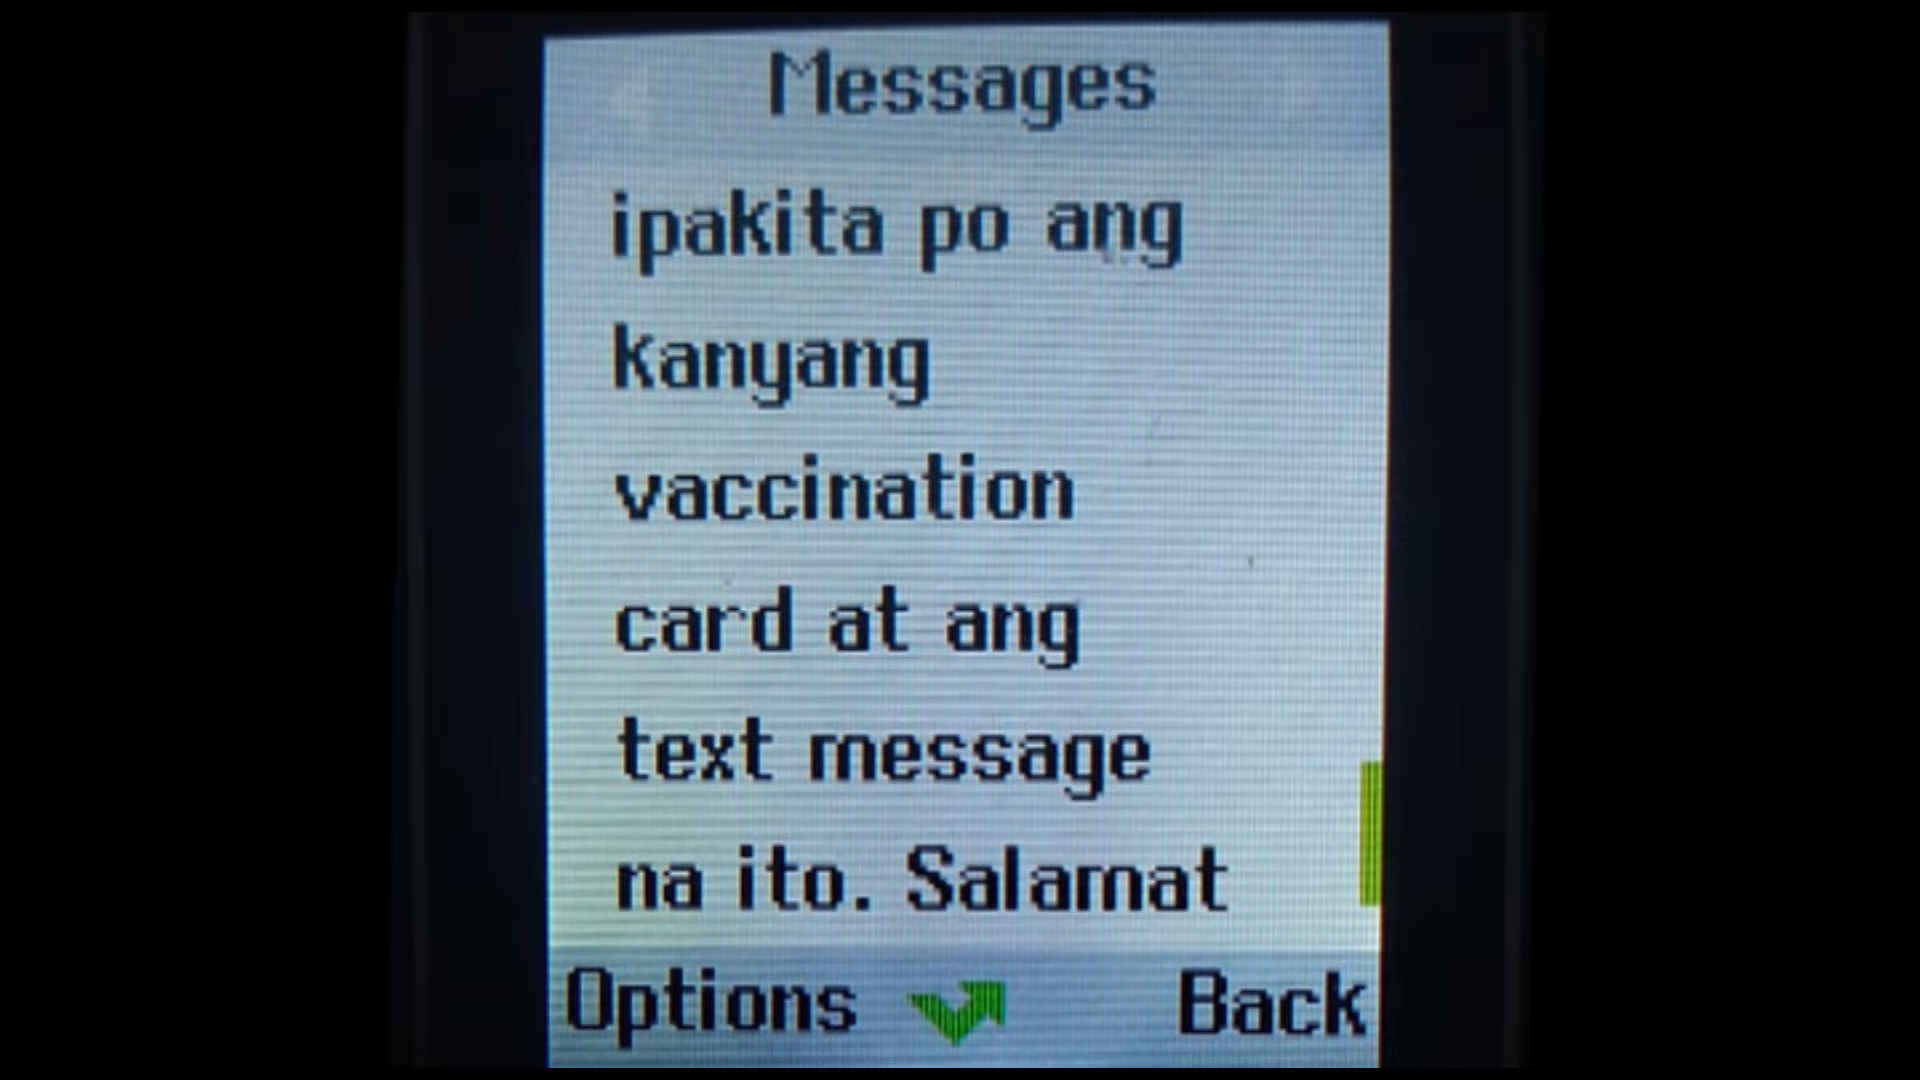 Messages
ipakita po ang
kanyang
vaccination
card at ang
text message
na ito. Salamat
Options Back